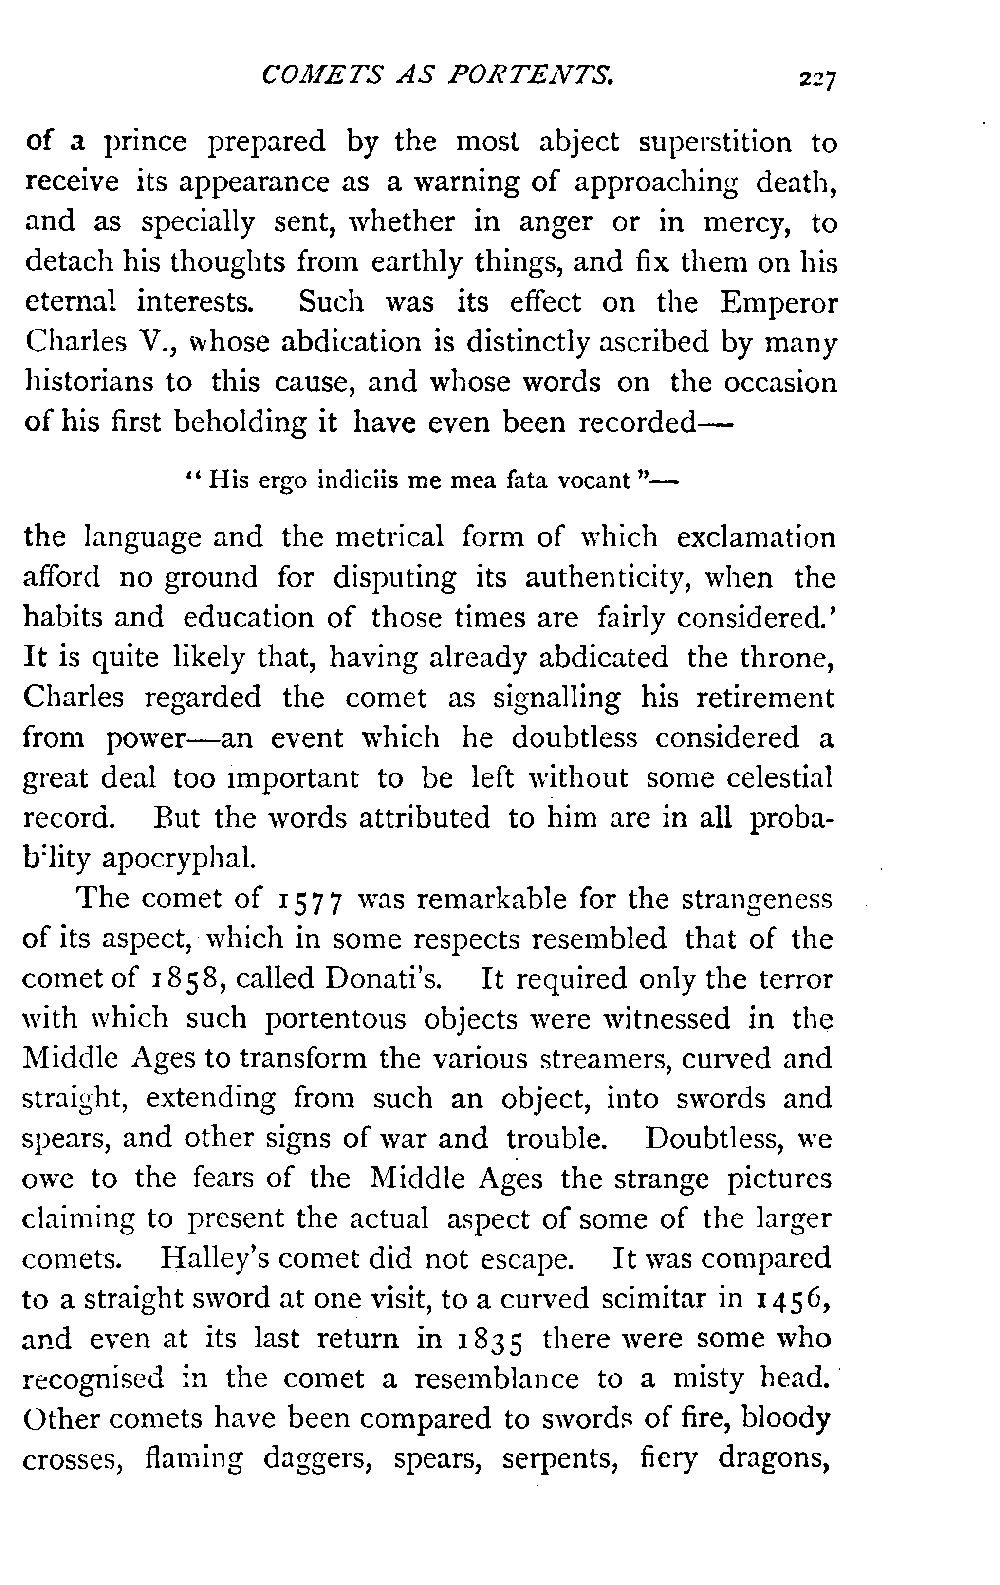 COMETS AS PORTENTS. 227
of a prince prepared by the most abject superstition to
receive its appearance as a warning of approaching death,
and as specially sent, whether in anger or in mercy, to
detach his thoughts from earthly things, and fix them on his
eternal interests. Such was its effect on the Emperor
Charles V., whose abdication is distinctly ascribed by many
historians to this cause, and whose words on the occasion
of his first beholding it have even been recorded—
“ His ergo indiciis me mea fata vocant ”—
the language and the metrical form of which exclamation
afford no ground for disputing its authenticity, when the
habits and education of those times are fairly considered.’
It is quite likely that, having already abdicated the throne,
Charles regarded the comet as signalling his retirement
from power—an event which he doubtless considered a
great deal too important to be left without some celestial
record. But the words attributed to him are in all proba-
bility apocryphal.
The comet of 1577 was remarkable for the strangeness
of its aspect, which in some respects resembled that of the
comet of 1858, called Donati’s. It required only the terror
with which such portentous objects were witnessed in the
Middle Ages to transform the various streamers, curved and
straight, extending from such an object, into swords and
spears, and other signs of war and trouble. Doubtless, we
owe to the fears of the Middle Ages the strange pictures
claiming to present the actual aspect of some of the larger
comets. Halley’s comet did not escape. It was compared
to a straight sword at one visit, to a curved scimitar in 1456,
and even at its last return in 1835 there were some who
recognised in the comet a resemblance to a misty head.
Other comets have been compared to swords of fire, bloody
crosses, flaming daggers, spears, serpents, fiery dragons,